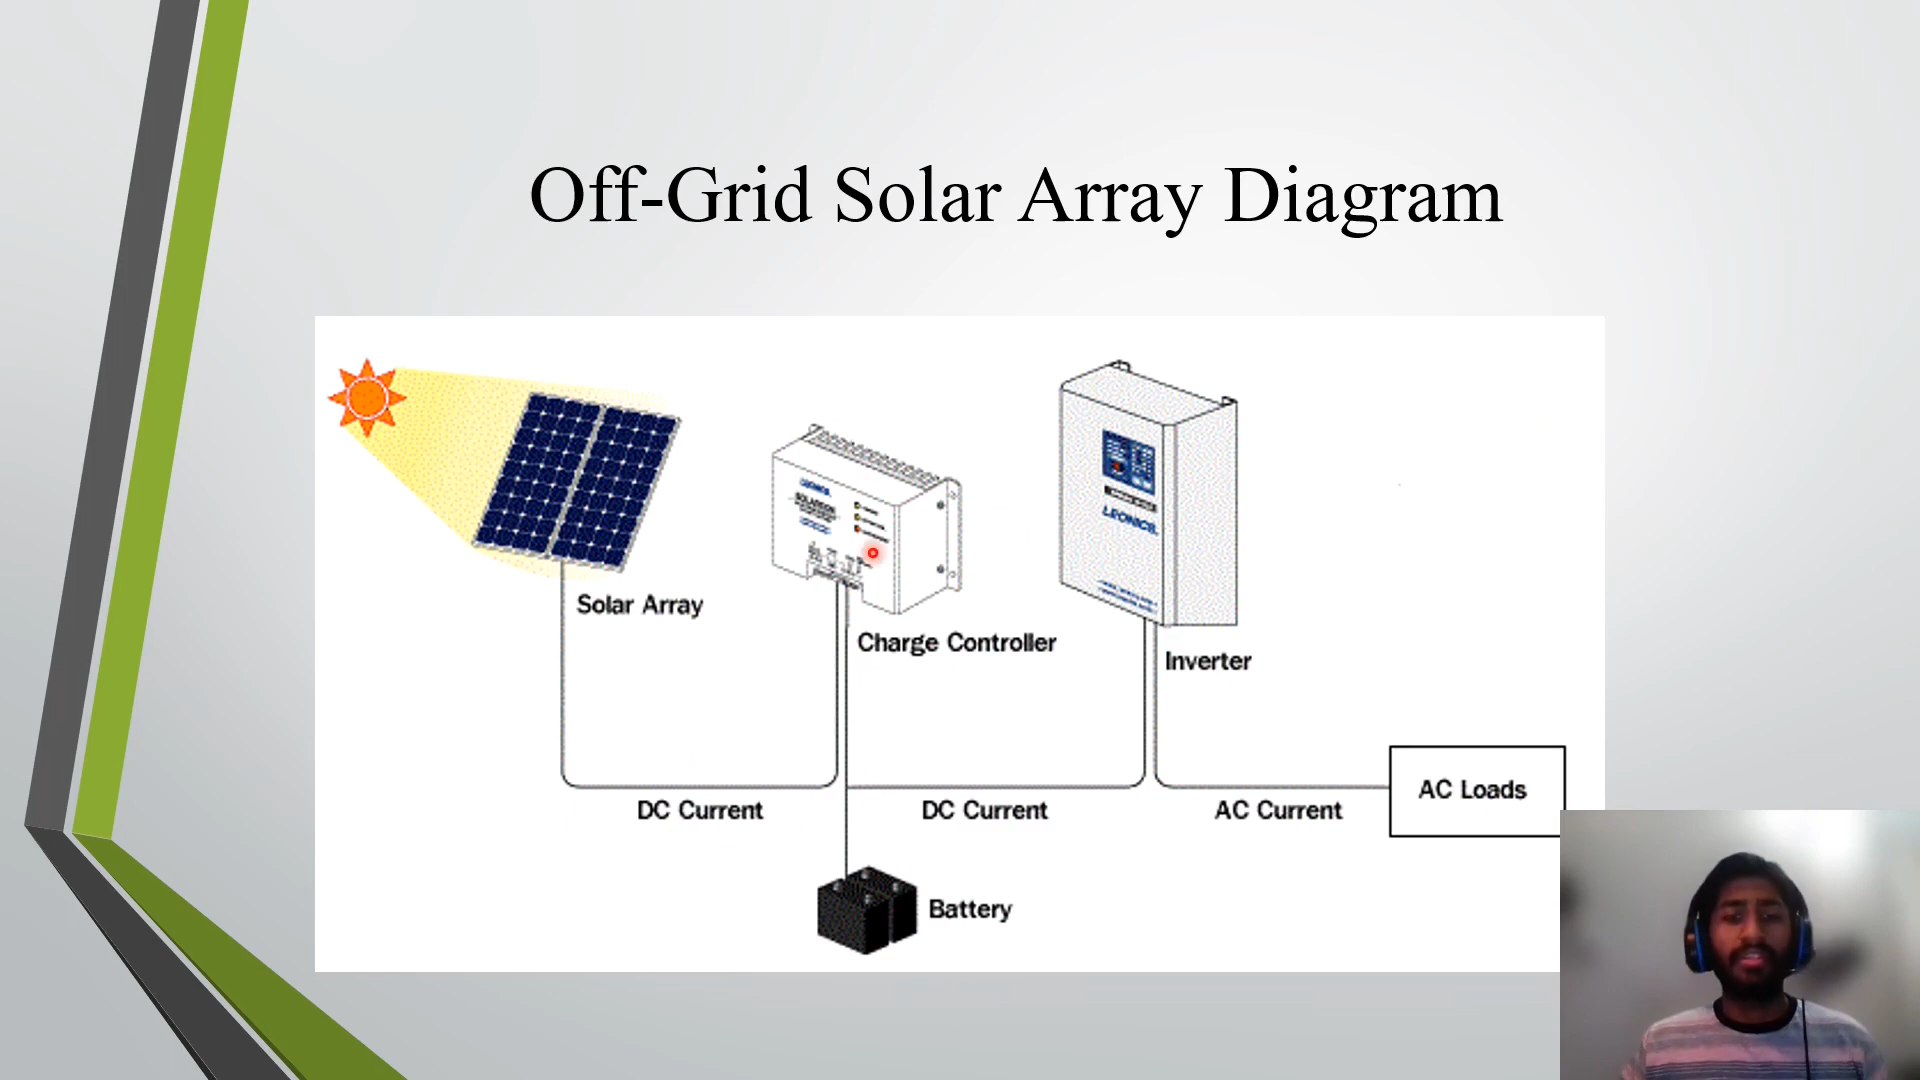 Off-Grid Solar Array Diagram
LEONICS.
Solar Array
Charge Controller
Inverter
DC Current
DC Current
AC Current
AC Loads
Battery